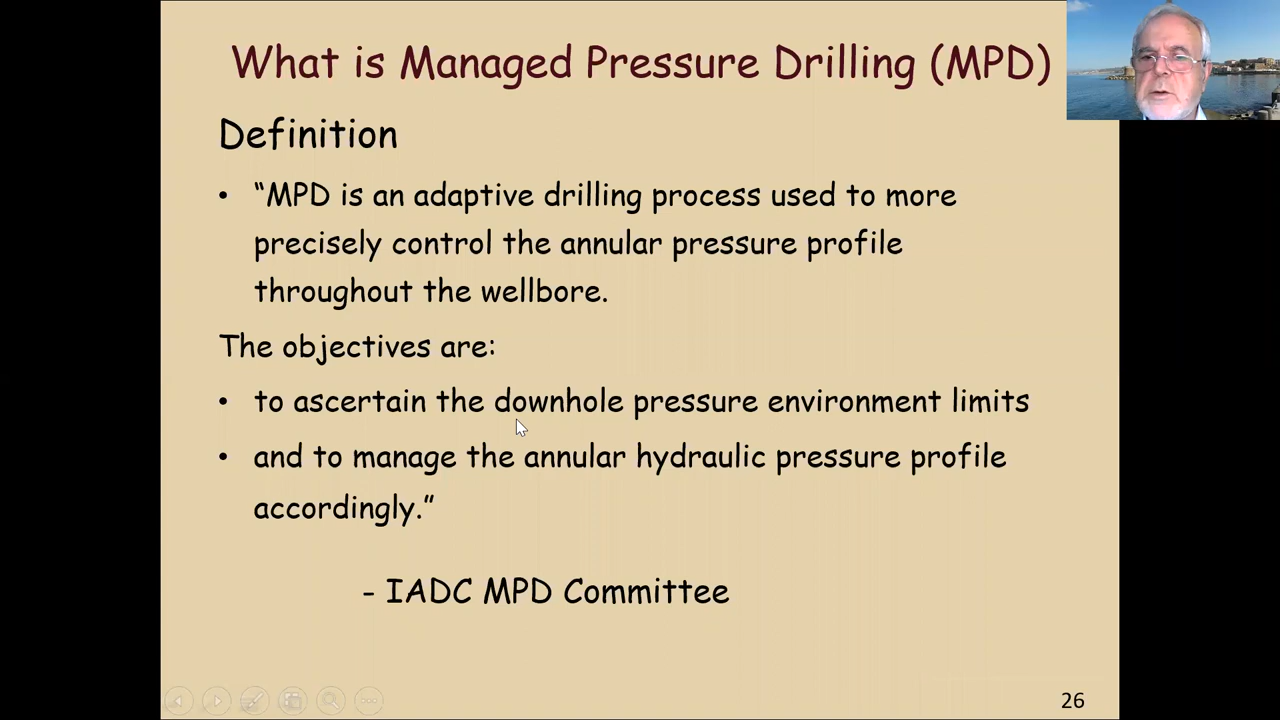 What is Managed Pressure Drilling (MPD)
Definition
• “MPD is an adaptive drilling process used to more
precisely control the annular pressure profile
throughout the wellbore.
The objectives are:
• to ascertain the downhole pressure environment limits
• and to manage the annular hydraulic pressure profile
accordingly.”
- IADC MPD Committee
26